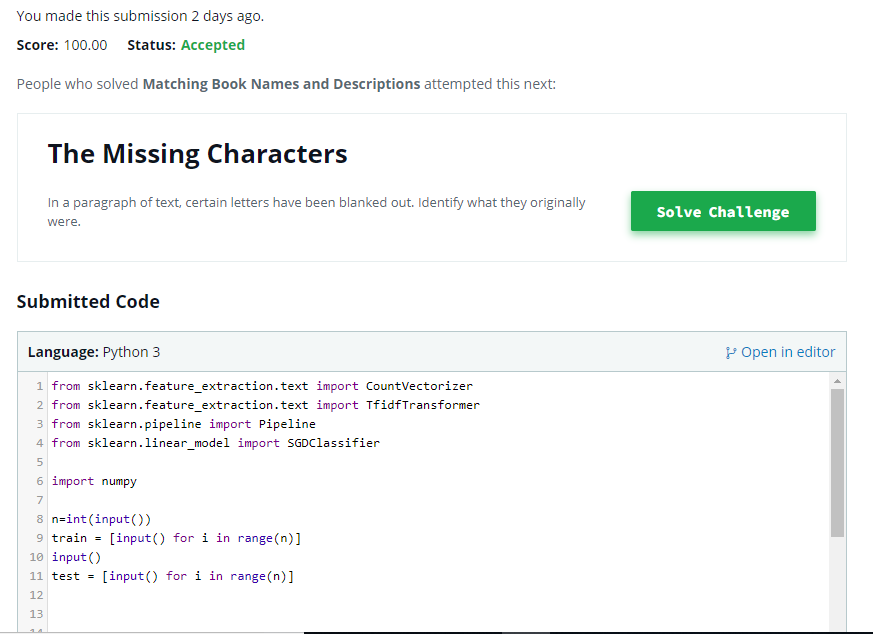 You made this submission 2 days ago.
Score: 100.00 Status: Accepted
People who solved Matching Book Names and Descriptions attempted this next:
The Missing Characters
In a paragraph of text, certain letters have been blanked out. Identify what they originally
were.
Solve Challenge
Submitted Code
Language: Python 3
Open in editor
1 from sklearn.feature_extraction.text import CountVectorizer
2 from sklearn.feature_extraction.text import TfidfTransformer
3 from sklearn.pipeline import Pipeline
4 from sklearn.linear_model import SGDClassifier
5
6 import numpy
7
8 n=int(input())
9 train = [input() for i in range(n)]
10 input()
11 test = [input() for i in range(n)]
12
13